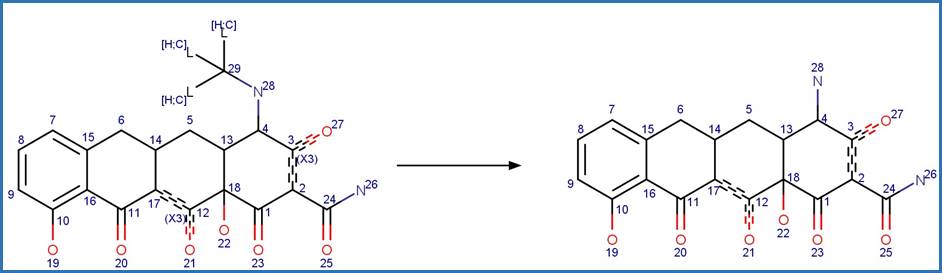 [H;C]
L
[H;C] L
29
L 28
[H;C] N
28
N
7 6 5 4 27
O
3
(X3)
8 15 14 13
9 16 17 18 2 N 26
10 11 (X3) 12 1 24
O O O O 22 O O
19 20 21 23 25
7 6 5 4 27
O
3
8 15 14 13
9 16 17 18 2 N 26
10 11 12 1 24
O O O O 22 O O
19 20 21 23 25